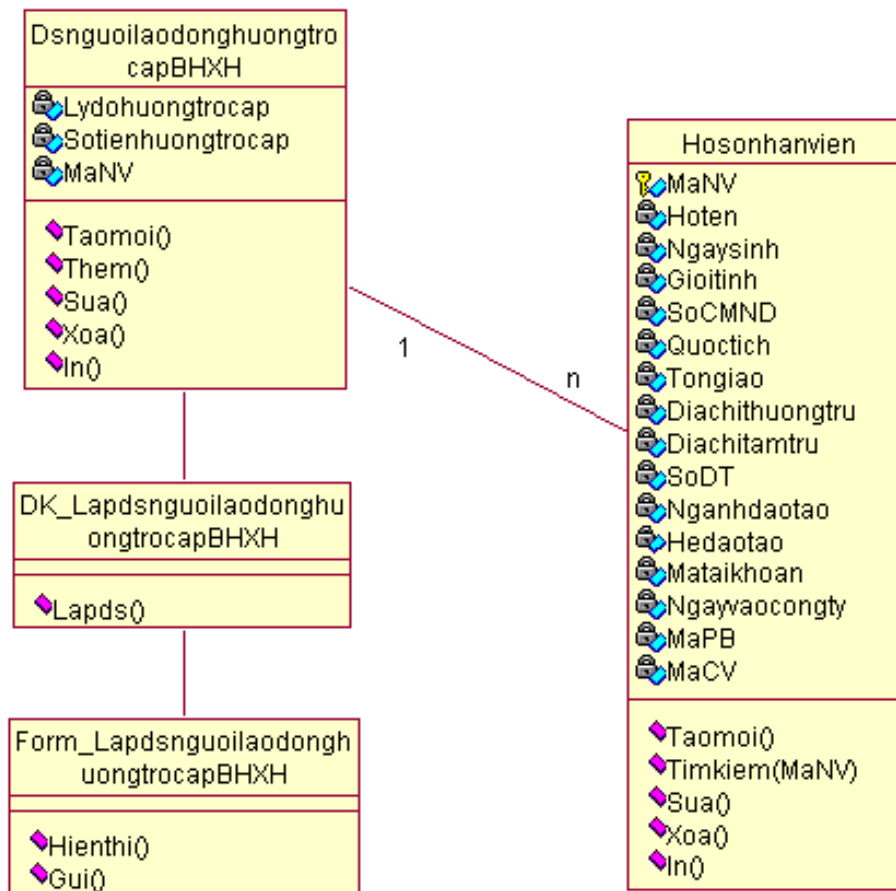 DsnguoilaodonghuongtrocapBHXH
Lydohuongtrocap
Sotienhuongtrocap
MaNV
Taomoi()
Them()
Sua()
Xoa()
In()
1
n
DK_Lapdsnguoilaodonghu
ongtrocapBHXH
Lapds()
Form_Lapdsnguoilaodongh
uongtrocapBHXH
Hienthi()
Gui()
Hosonhanvien
MaNV
Hoten
Ngaysinh
Gioitinh
SoCMND
Quoctich
Tongiao
Diachithuongtru
Diachitamtru
SoDT
Nganhdaotao
Hedaotao
Mataikhoan
Ngayvaocongty
MaPB
MaCV
Taomoi()
Timkiem(MaNV)
Sua()
Xoa()
In()